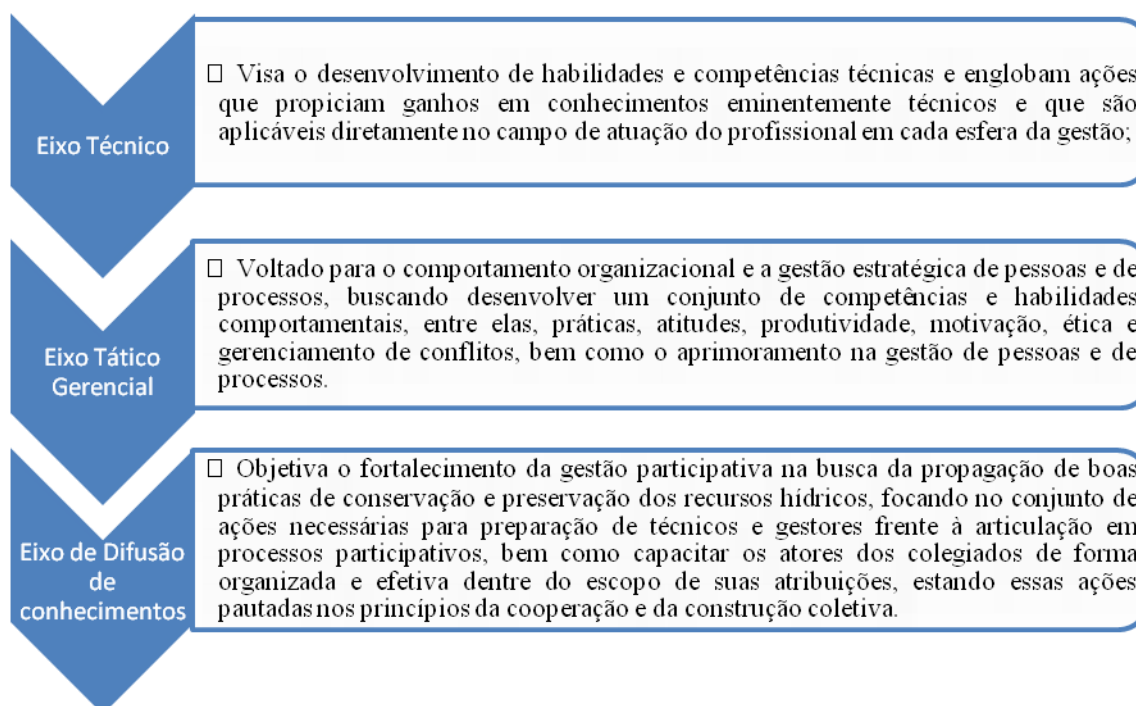 Eixo Técnico
□ Visa o desenvolvimento de habilidades e competências técnicas e englobam ações
que propiciam ganhos em conhecimentos eminentemente técnicos e que são
aplicáveis diretamente no campo de atuação do profissional em cada esfera da gestão;
Eixo Tático
Gerencial
□ Voltado para o comportamento organizacional e a gestão estratégica de pessoas e de
processos, buscando desenvolver um conjunto de competências e habilidades
comportamentais, entre elas, práticas, atitudes, produtividade, motivação, ética e
gerenciamento de conflitos, bem como o aprimoramento na gestão de pessoas e de
processos.
Eixo de Difusão
de
conhecimentos
□ Objetiva o fortalecimento da gestão participativa na busca da propagação de boas
práticas de conservação e preservação dos recursos hídricos, focando no conjunto de
ações necessárias para preparação de técnicos e gestores frente à articulação em
processos participativos, bem como capacitar os atores dos colegiados de forma
organizada e efetiva dentre do escopo de suas atribuições, estando essas ações
pautadas nos princípios da cooperação e da construção coletiva.